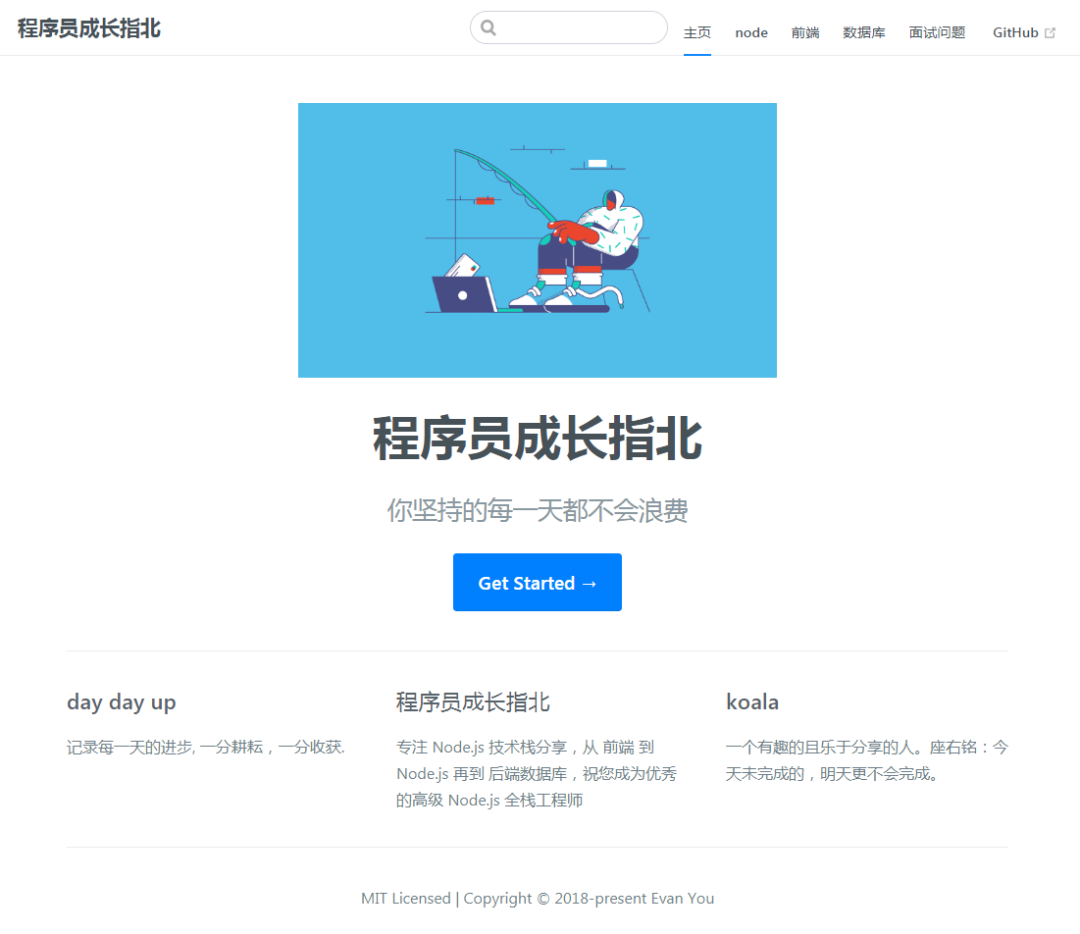 程序员成长指北
主页 node 前端 数据库 面试问题 GitHub
程序员成长指北
你坚持的每一天都不会浪费
Get Started →
day day up
记录每一天的进步, 一分耕耘，一分收获.
程序员成长指北
专注 Node.js 技术栈分享，从 前端 到
Node.js 再到 后端数据库，祝您成为优秀
的高级 Node.js 全栈工程师
koala
一个有趣的且乐于分享的人。座右铭：今
天未完成的，明天更不会完成。
MIT Licensed | Copyright © 2018-present Evan You